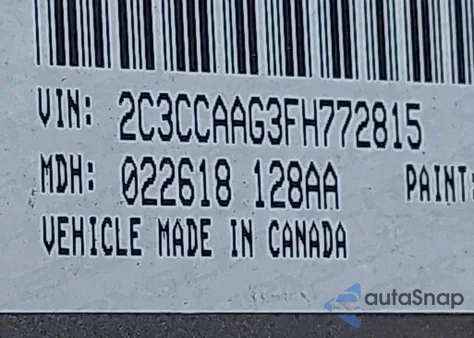 VIN: 2C3CCAAG3FH772815
MDH: 022618 128AA PAINT:
VEHICLE MADE IN CANADA
autoSnap